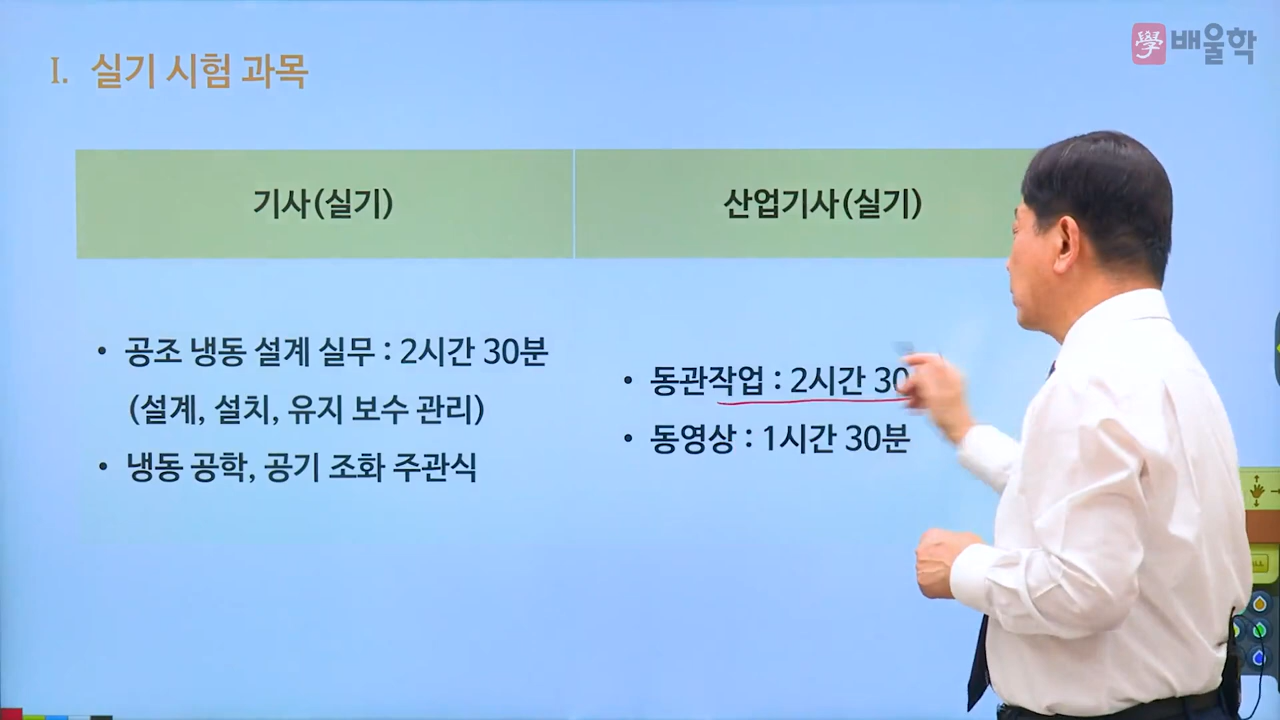 學 배울학
I. 실기 시험 과목
기사(실기)
산업기사(실기)
• 공조 냉동 설계 실무 : 2시간 30분
(설계, 설치, 유지 보수 관리)
• 냉동 공학, 공기 조화 주관식
• 동관작업 : 2시간 30
• 동영상 : 1시간 30분